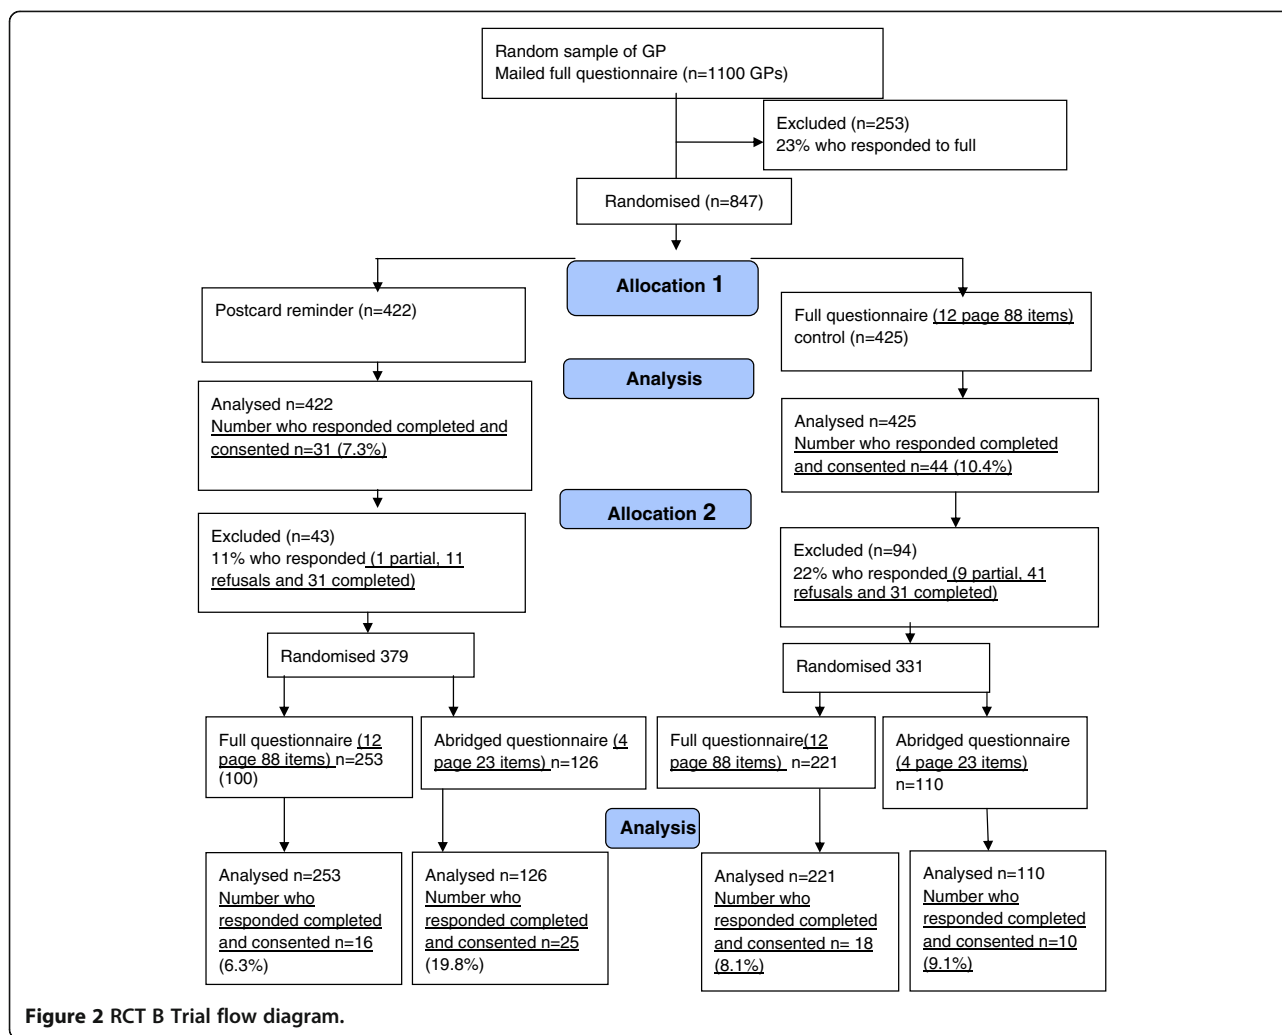 Random sample of GP
Mailed full questionnaire (n=1100 GPs)
Excluded (n=253)
23% who responded to full
Randomised (n=847)
Allocation 1
Postcard reminder (n=422)
Full questionnaire (12 page 88 items)
control (n=425)
Analysis
Analysed n=422
Number who responded completed and
consented n=31 (7.3%)
Analysed n=425
Number who responded completed
and consented n=44 (10.4%)
Allocation 2
Excluded (n=43)
11% who responded (1 partial, 11
refusals and 31 completed)
Excluded (n=94)
22% who responded (9 partial, 41
refusals and 31 completed)
Randomised 379
Randomised 331
Full questionnaire (12
page 88 items) n=253
(100)
Abridged questionnaire (4
page 23 items) n=126
Full questionnaire(12
page 88 items) n=221
Abridged questionnaire
(4 page 23 items)
n=110
Analysis
Analysed n=253
Number who
responded completed
and consented n=16
(6.3%)
Analysed n=126
Number who
responded completed
and consented n=25
(19.8%)
Analysed n=221
Number who
responded completed
and consented n= 18
(8.1%)
Analysed n=110
Number who
responded completed
and consented n=10
(9.1%)
Figure 2 RCT B Trial flow diagram.